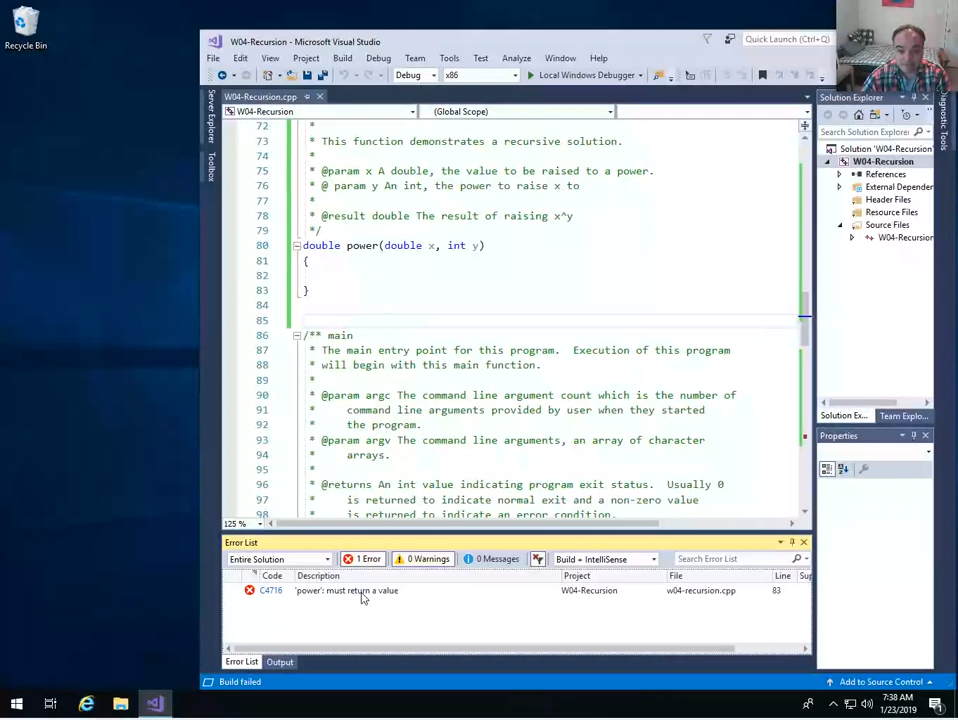 Recycle Bin
W04-Recursion - Microsoft Visual Studio
Quick Launch (Ctrl+Q)
File Edit View Project Build Debug Team Tools Test Analyze Window Help
Debug x86 Local Windows Debugger
Server Explorer
Toolbox
W04-Recursion.cpp
W04-Recursion (Global Scope)
72 *
73 * This function demonstrates a recursive solution.
74 *
75 * @param x A double, the value to be raised to a power.
76 * @ param y An int, the power to raise x to
77 *
78 * @result double The result of raising x^y
79 */
80 double power(double x, int y)
81 {
82
83 }
84
85
86 /** main
87 * The main entry point for this program.  Execution of this program
88 * will begin with this main function.
89 *
90 * @param argc The command line argument count which is the number of
91 * command line arguments provided by user when they started
92 * the program.
93 * @param argv The command line arguments, an array of character
94 * arrays.
95 *
96 * @returns An int value indicating program exit status.  Usually 0
97 * is returned to indicate normal exit and a non-zero value
98 * is returned to indicate an error condition.
125 %
Solution Explorer
Search Solution Explorer
Solution 'W04-Recursion'
W04-Recursion
References
External Depende
Header Files
Resource Files
Source Files
W04-Recursion
Solution Ex... Team Explo...
Properties
Diagnostic Tools
Error List
Entire Solution 1 Error 0 Warnings 0 Messages Build + IntelliSense Search Error List
Code Description Project File Line Sup
C4716 'power': must return a value W04-Recursion w04-recursion.cpp 83
Error List Output
Build failed
Add to Source Control
7:38 AM
1/23/2019
1